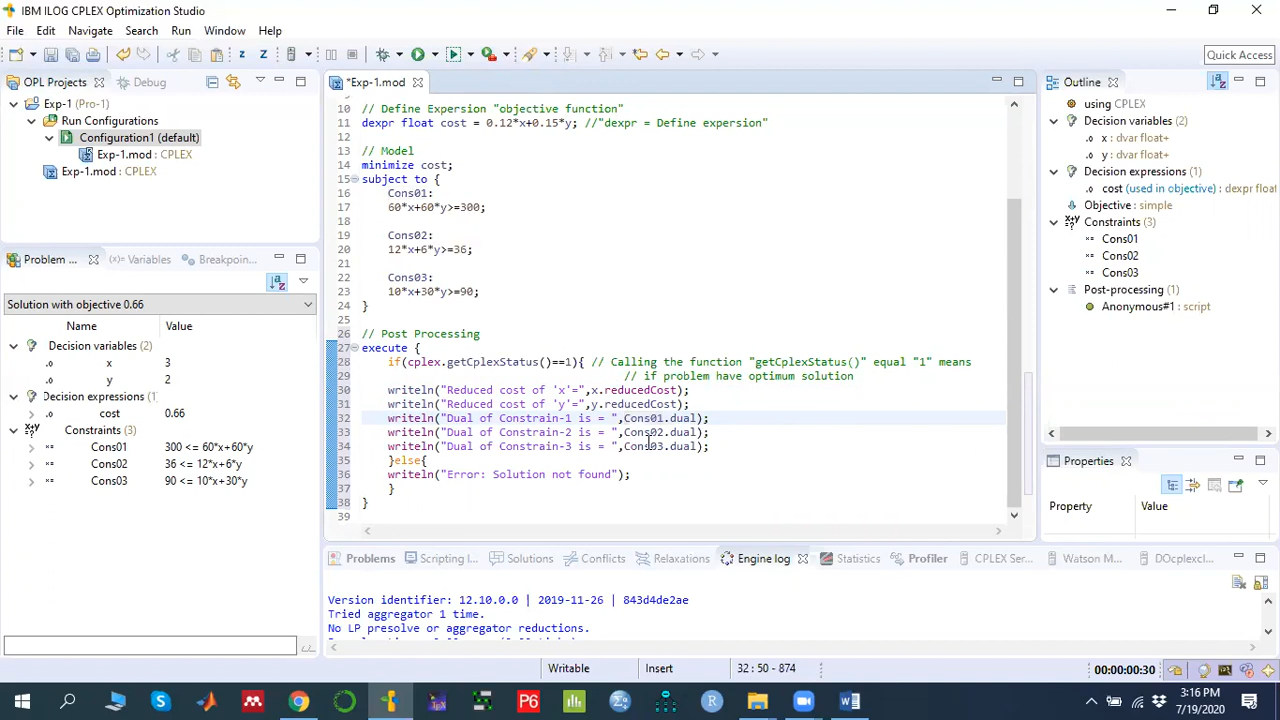 IBM ILOG CPLEX Optimization Studio
File Edit Navigate Search Run Window Help
Quick Access
OPL Projects Debug
Exp-1 (Pro-1)
Run Configurations
Configuration1 (default)
Exp-1.mod : CPLEX
Exp-1.mod : CPLEX
Problem ... Variables Breakpoin...
Solution with objective 0.66
Name Value
Decision variables (2)
x 3
y 2
Decision expressions (1)
cost 0.66
Constraints (3)
Cons01 300 <= 60*x+60*y
Cons02 36 <= 12*x+6*y
Cons03 90 <= 10*x+30*y
*Exp-1.mod
10 // Define Expersion "objective function"
11 dexpr float cost = 0.12*x+0.15*y; //"dexpr = Define expersion"
12
13 // Model
14 minimize cost;
15 subject to {
16 Cons01:
17 60*x+60*y>=300;
18
19 Cons02:
20 12*x+6*y>=36;
21
22 Cons03:
23 10*x+30*y>=90;
24 }
25
26 // Post Processing
27 execute {
28 if(cplex.getCplexStatus()==1){ // Calling the function "getCplexStatus()" equal "1" means
29 // if problem have optimum solution
30 writeln("Reduced cost of 'x'=",x.reducedCost);
31 writeln("Reduced cost of 'y'=",y.reducedCost);
32 writeln("Dual of Constrain-1 is = ",Cons01.dual);
33 writeln("Dual of Constrain-2 is = ",Cons02.dual);
34 writeln("Dual of Constrain-3 is = ",Cons03.dual);
35 }else{
36 writeln("Error: Solution not found");
37 }
38 }
39
Outline
using CPLEX
Decision variables (2)
x : dvar float+
y : dvar float+
Decision expressions (1)
cost (used in objective) : dexpr float
Objective : simple
Constraints (3)
Cons01
Cons02
Cons03
Post-processing (1)
Anonymous#1 : script
Properties
Property Value
Problems Scripting l... Solutions Conflicts Relaxations Engine log Statistics Profiler CPLEX Ser... Watson M... DOcplexcl...
Version identifier: 12.10.0.0 | 2019-11-26 | 843d4de2ae
Tried aggregator 1 time.
No LP presolve or aggregator reductions.
Writable Insert 32 : 50 - 874 00:00:00:30
3:16 PM
7/19/2020